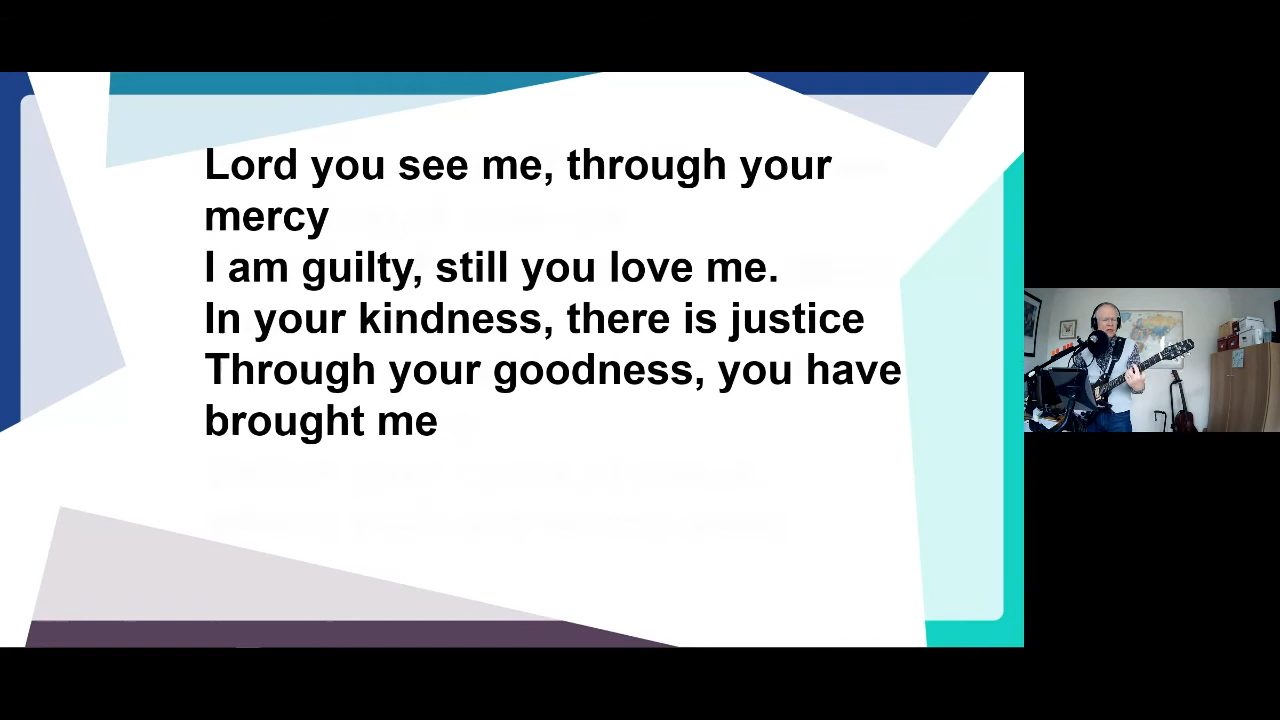 Lord you see me, through your
mercy
I am guilty, still you love me.
In your kindness, there is justice
Through your goodness, you have
brought me